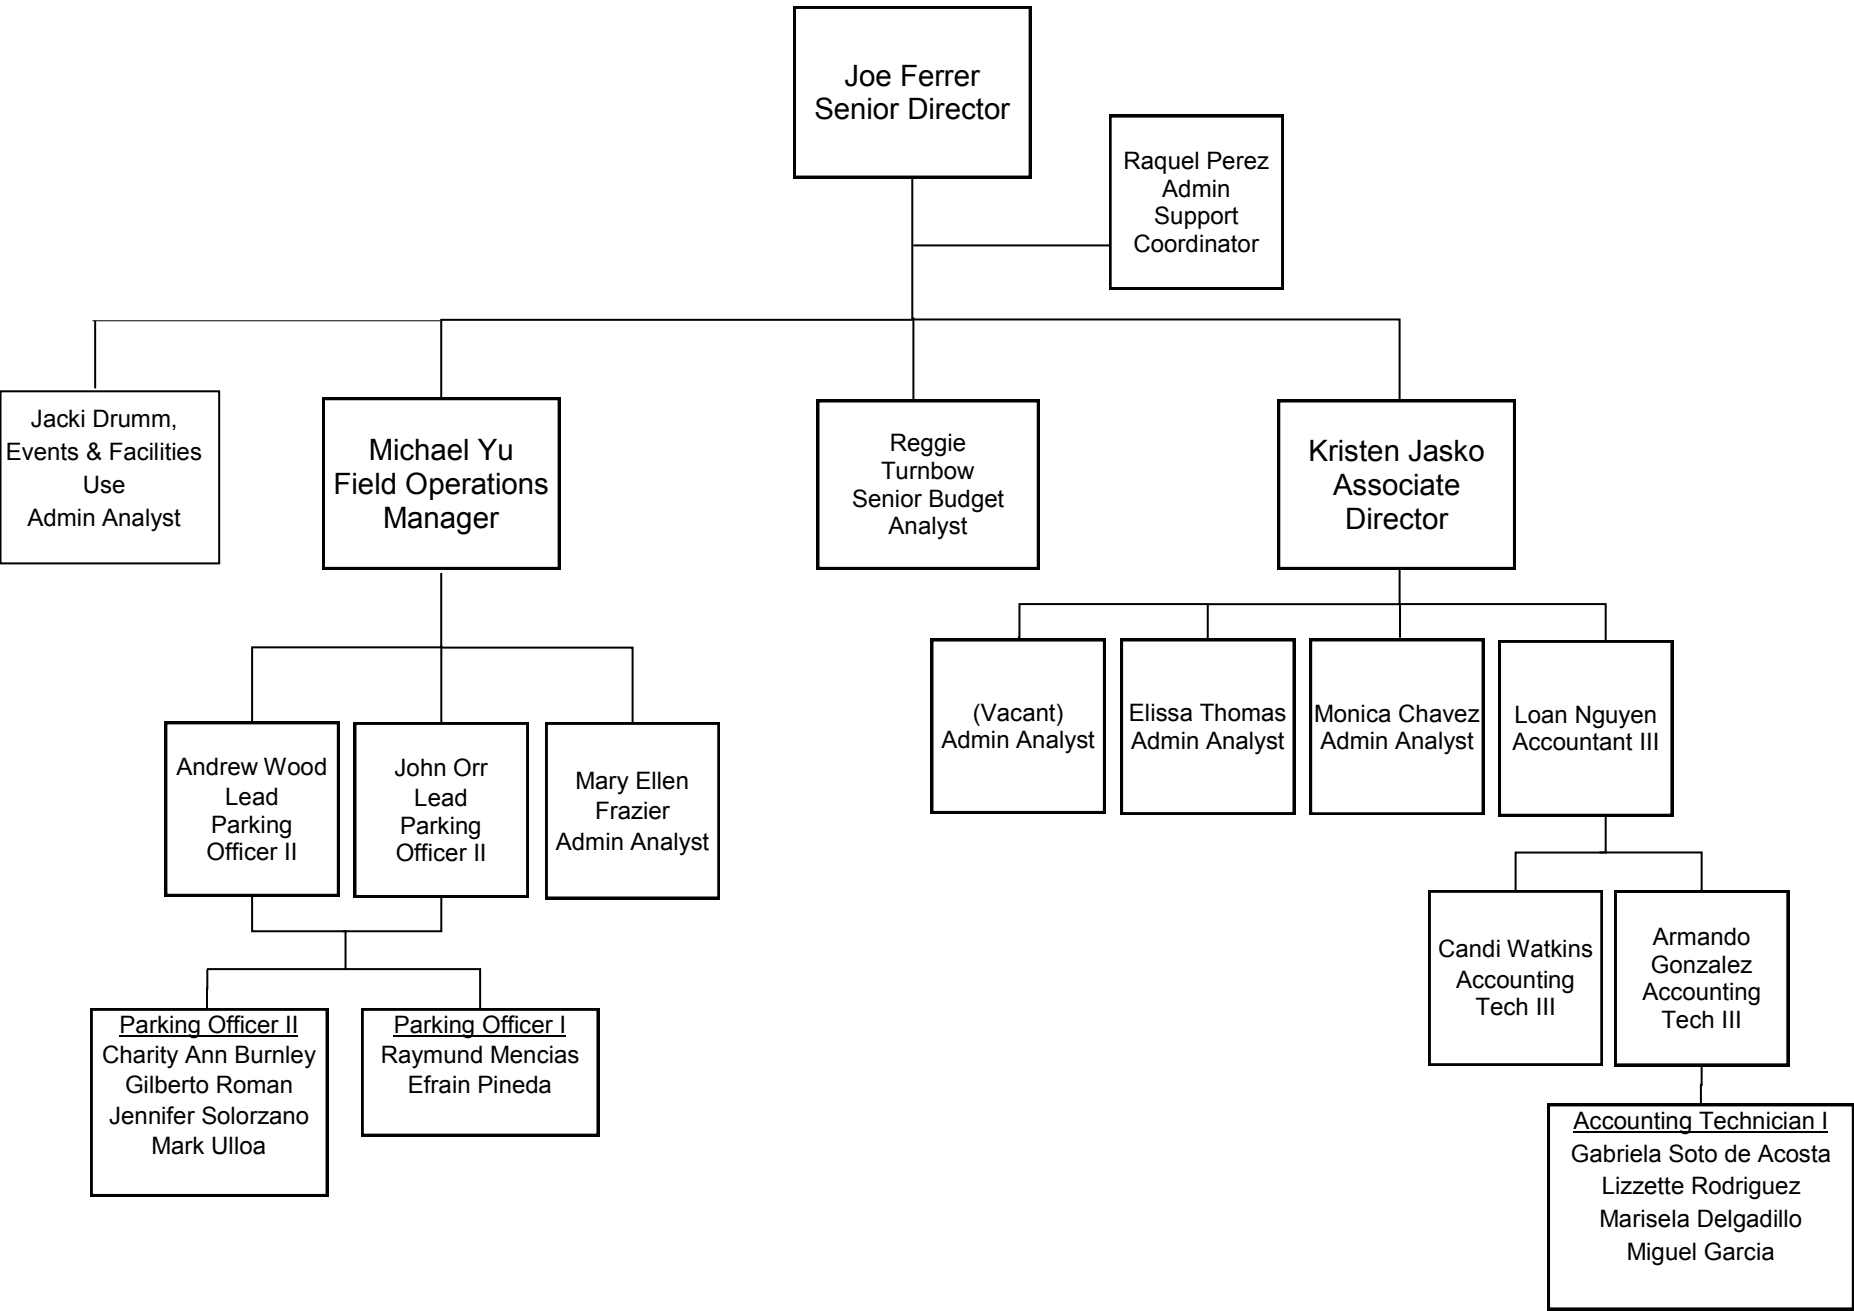 Joe Ferrer
Senior Director
Raquel Perez
Admin
Support
Coordinator
Jacki Drumm,
Events & Facilities
Use
Admin Analyst
Michael Yu
Field Operations
Manager
Reggie
Turnbow
Senior Budget
Analyst
Kristen Jasko
Associate
Director
Andrew Wood
Lead
Parking
Officer II
John Orr
Lead
Parking
Officer II
Mary Ellen
Frazier
Admin Analyst
(Vacant)
Admin Analyst
Elissa Thomas
Admin Analyst
Monica Chavez
Admin Analyst
Loan Nguyen
Accountant III
Candi Watkins
Accounting
Tech III
Armando
Gonzalez
Accounting
Tech III
Parking Officer II
Charity Ann Burnley
Gilberto Roman
Jennifer Solorzano
Mark Ulloa
Parking Officer I
Raymund Mencias
Efrain Pineda
Accounting Technician I
Gabriela Soto de Acosta
Lizzette Rodriguez
Marisela Delgadillo
Miguel Garcia